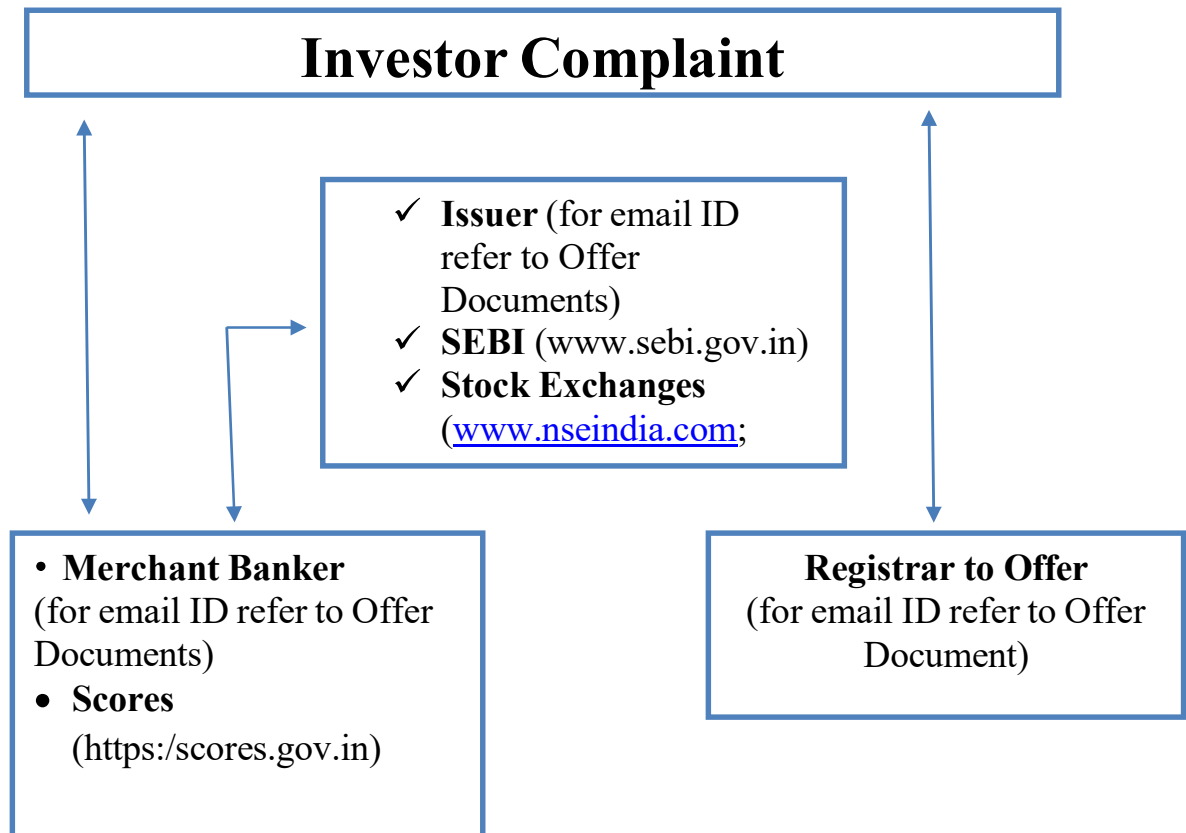 Investor Complaint
✓ Issuer (for email ID
refer to Offer
Documents)
✓ SEBI (www.sebi.gov.in)
✓ Stock Exchanges
(www.nseindia.com;
• Merchant Banker
(for email ID refer to Offer
Documents)
• Scores
(https:/scores.gov.in)
Registrar to Offer
(for email ID refer to Offer
Document)